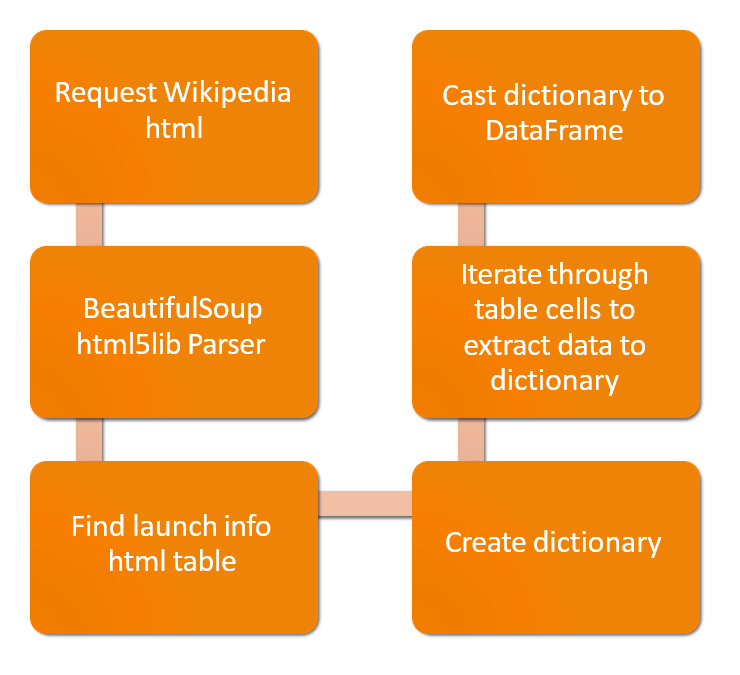 Request Wikipedia
html
BeautifulSoup
html5lib Parser
Find launch info
html table
Create dictionary
Iterate through
table cells to
extract data to
dictionary
Cast dictionary to
DataFrame